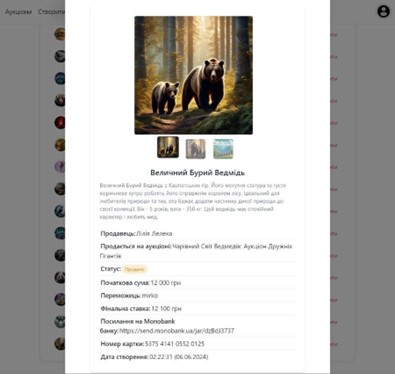 Аукціони Створити
Величний Бурий Ведмідь
Величний Бурий Ведмідь з Карпатських гір. Його могутня статура та густе
коричневе хутро роблять його справжнім королем лісу. Ідеальний для
любителів природи та тих, хто бажає додати частинку дикої природи до
своєї колекції. Вік - 5 років, вага - 350 кг. Цей ведмідь має спокійний
характер і любить мед.
Продавець: Лілія Лелека
Продається на аукціоні: Чарівний Світ Ведмедів: Аукціон Дружніх
Гігантів
Статус: Продано
Початкова сума: 12 000 грн
Переможець: mirko
Фінальна ставка: 12 100 грн
Посилання на Monobank
банку: https://send.monobank.ua/jar/dzBdJ3737
Номер картки: 5375 4141 0552 0125
Дата створення: 02:22:31 (06.06.2024)